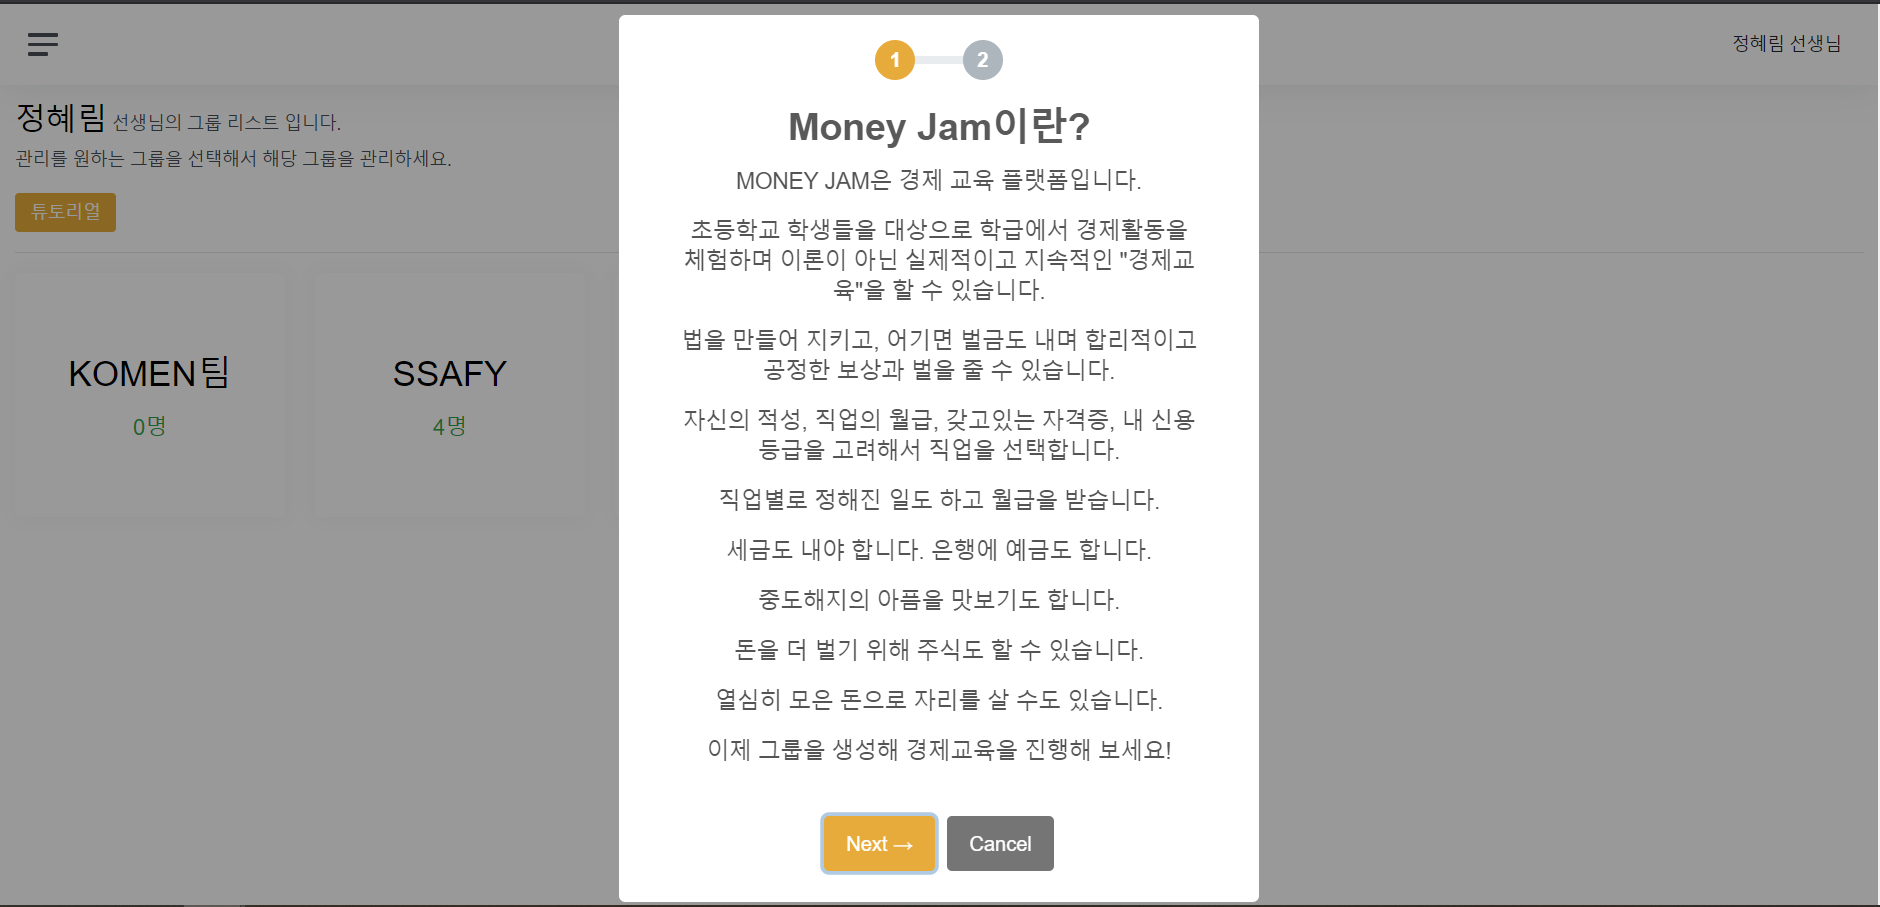 정혜림 선생님
정혜림 선생님의 그룹 리스트 입니다.
관리를 원하는 그룹을 선택해서 해당 그룹을 관리하세요.
튜토리얼
KOMEN팀
0명
SSAFY
4명
1
2
Money Jam이란?
MONEY JAM은 경제 교육 플랫폼입니다.
초등학교 학생들을 대상으로 학급에서 경제활동을
체험하며 이론이 아닌 실제적이고 지속적인 "경제교
육"을 할 수 있습니다.
법을 만들어 지키고, 어기면 벌금도 내며 합리적이고
공정한 보상과 벌을 줄 수 있습니다.
자신의 적성, 직업의 월급, 갖고있는 자격증, 내 신용
등급을 고려해서 직업을 선택합니다.
직업별로 정해진 일도 하고 월급을 받습니다.
세금도 내야 합니다. 은행에 예금도 합니다.
중도해지의 아픔을 맛보기도 합니다.
돈을 더 벌기 위해 주식도 할 수 있습니다.
열심히 모은 돈으로 자리를 살 수도 있습니다.
이제 그룹을 생성해 경제교육을 진행해 보세요!
Next →
Cancel